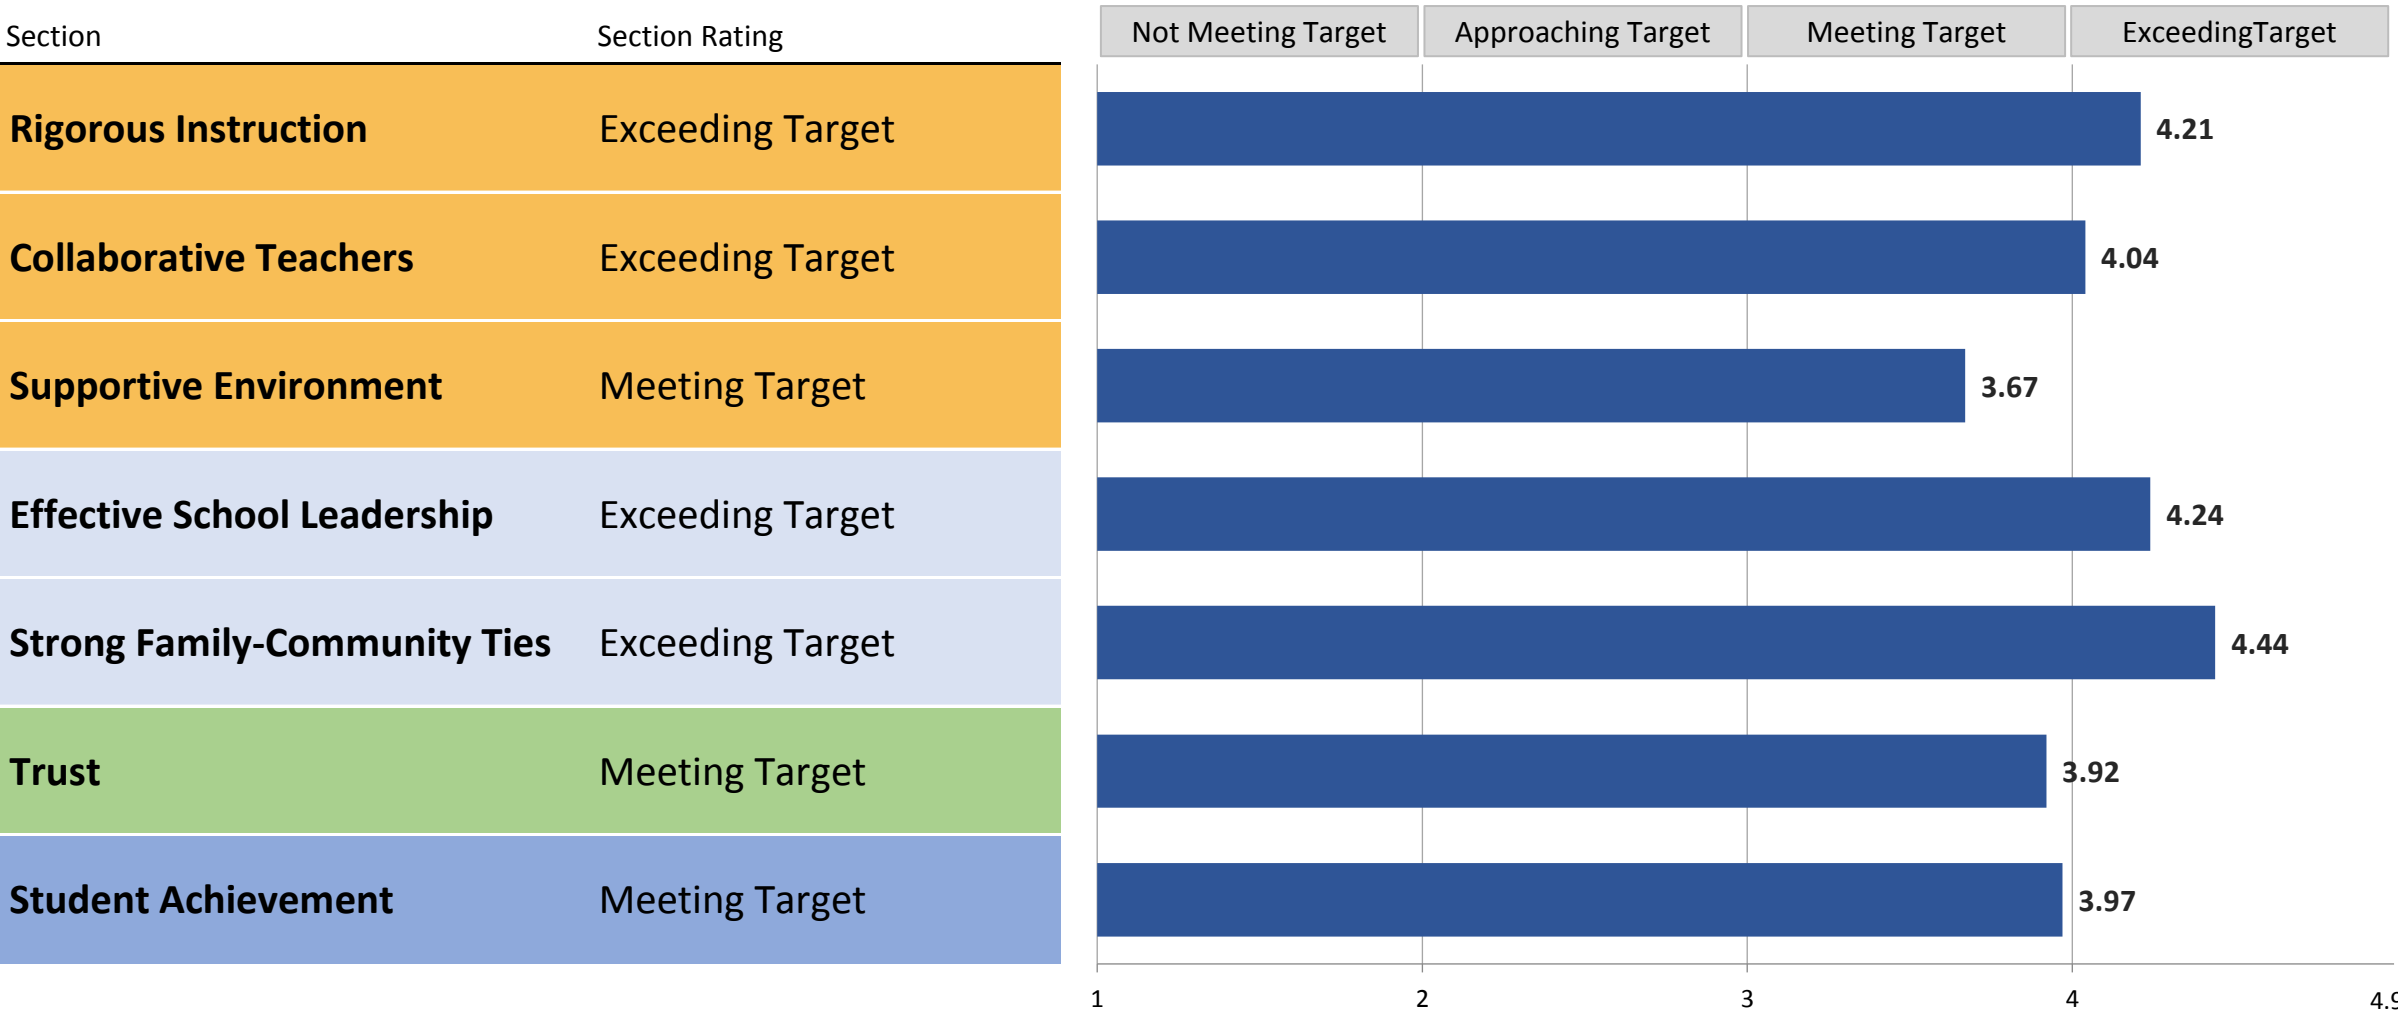 Section Section Rating Not Meeting Target Approaching Target Meeting Target ExceedingTarget
Rigorous Instruction Exceeding Target 4.21
Collaborative Teachers Exceeding Target 4.04
Supportive Environment Meeting Target 3.67
Effective School Leadership Exceeding Target 4.24
Strong Family-Community Ties Exceeding Target 4.44
Trust Meeting Target 3.92
Student Achievement Meeting Target 3.97
1 2 3 4 4.9